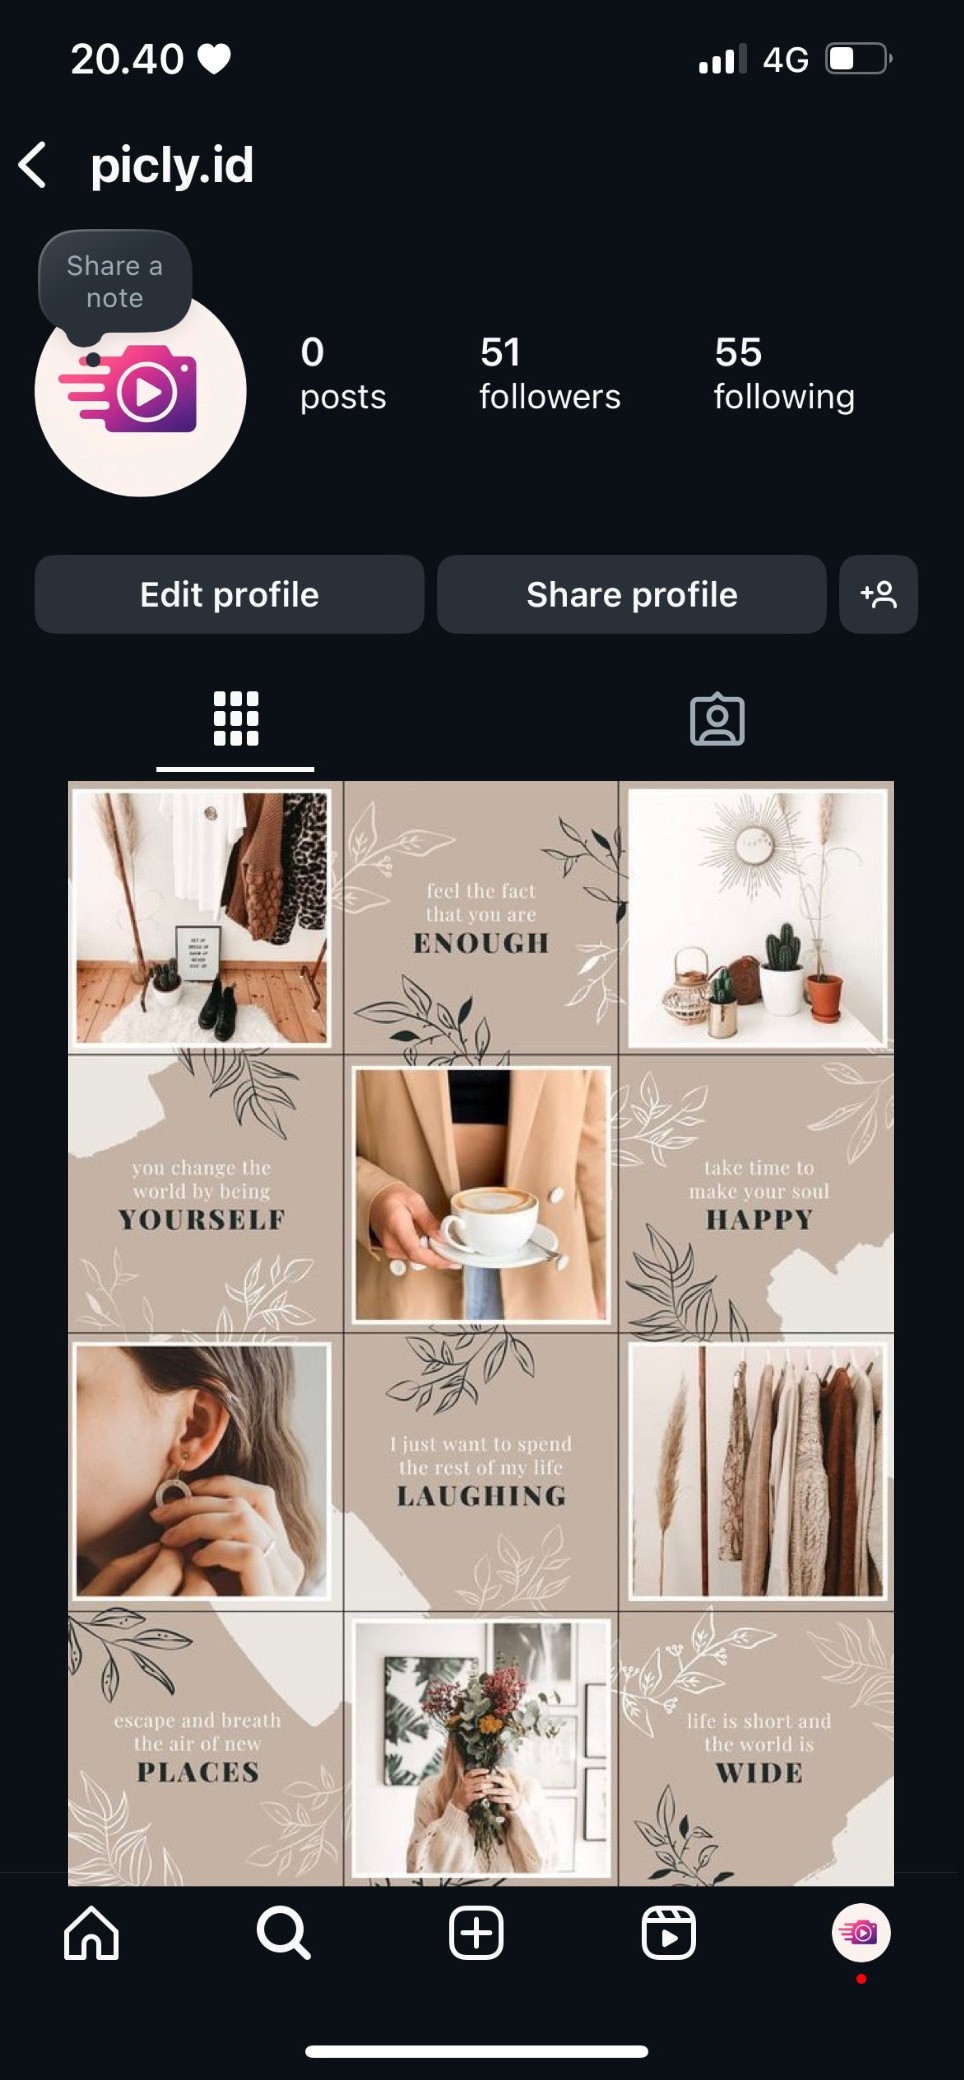 20.40
4G
picly.id
Share a
note
0
posts
51
followers
55
following
Edit profile
Share profile
feel the fact
that you are
ENOUGH
you change the
world by being
YOURSELF
take time to
make your soul
HAPPY
I just want to spend
the rest of my life
LAUGHING
escape and breath
the air of new
PLACES
life is short and
the world is
WIDE